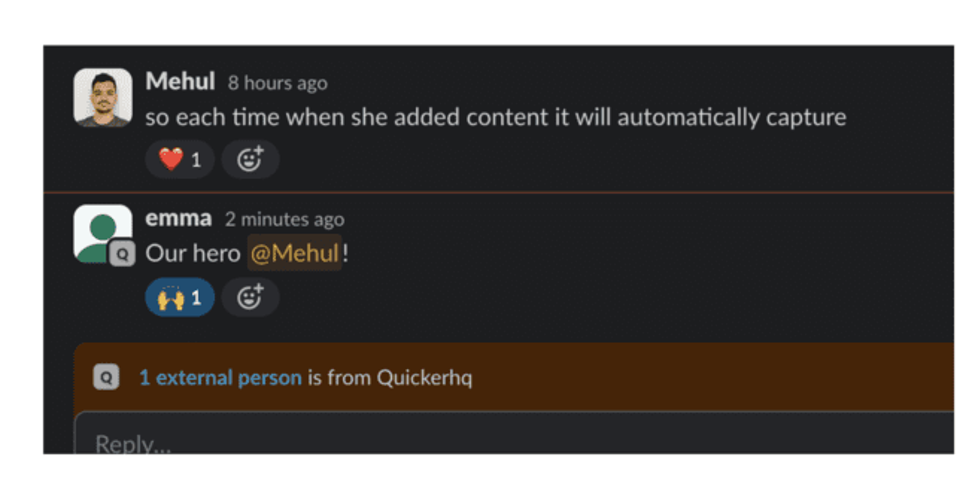 Mehul 8 hours ago
so each time when she added content it will automatically capture
❤️ 1
emma 2 minutes ago
Q
Our hero @Mehul!
🙌 1
Q 1 external person is from Quickerhq
Reply...